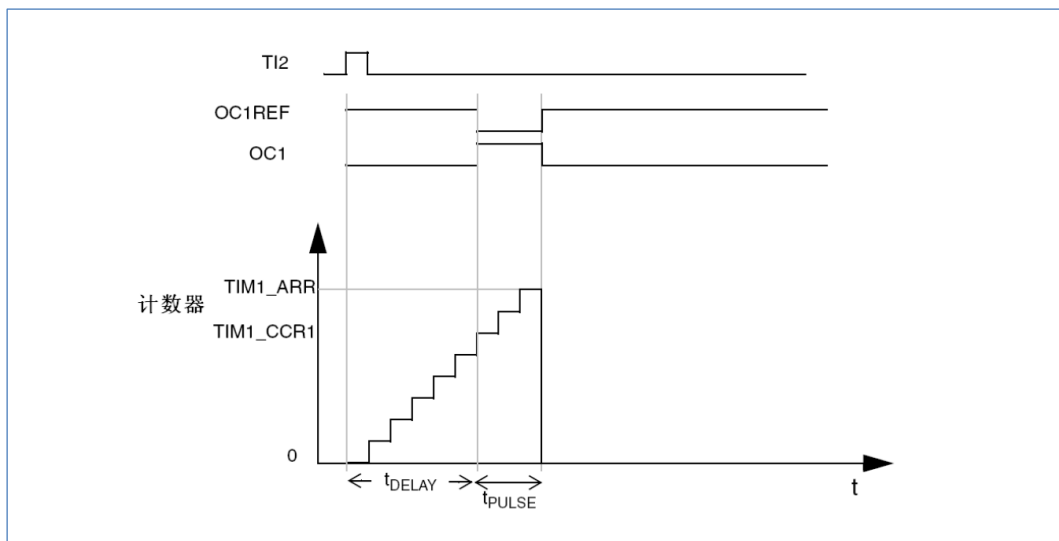 TI2
OC1REF
OC1
计数器
TIM1_ARR
TIM1_CCR1
0
tDELAY
tPULSE
t